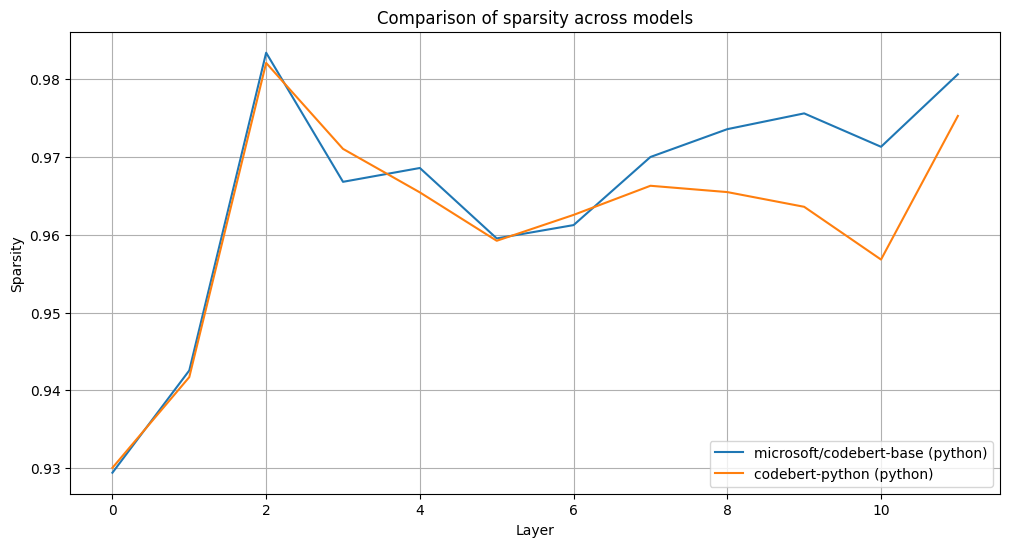 Comparison of sparsity across models
Sparsity
0.98
0.97
0.96
0.95
0.94
0.93
0 2 4 6 8 10
Layer
microsoft/codebert-base (python)
codebert-python (python)